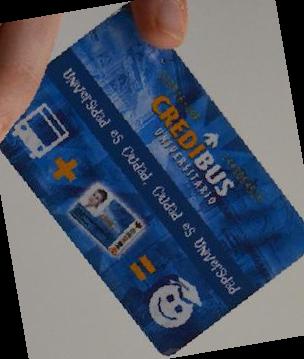 CREDIBUS
UNIVERSITARIO
Universidad es Ciudad, Ciudad es Universidad
+
=